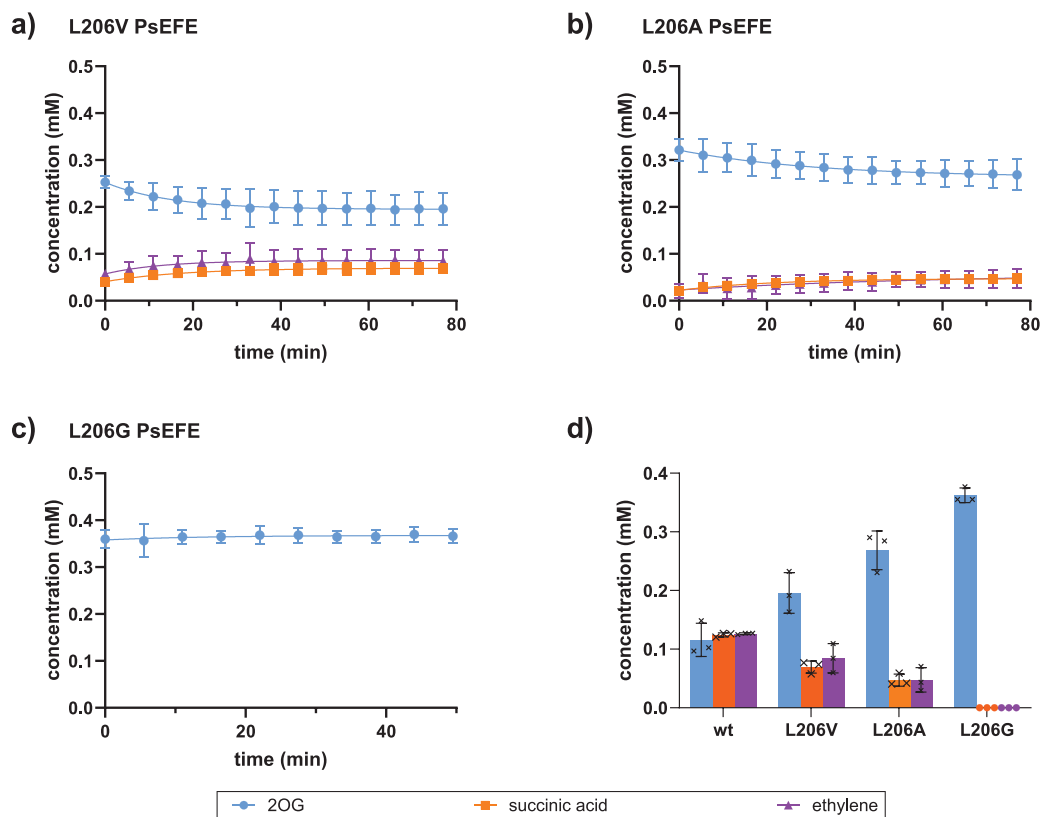 a) L206V PsEFE
concentration (mM)
0.5
0.4
0.3
0.2
0.1
0.0
0 20 40 60 80
time (min)
b) L206A PsEFE
concentration (mM)
0.5
0.4
0.3
0.2
0.1
0.0
0 20 40 60 80
time (min)
c) L206G PsEFE
concentration (mM)
0.5
0.4
0.3
0.2
0.1
0.0
0 20 40
time (min)
d)
concentration (mM)
0.4
0.3
0.2
0.1
0.0
wt L206V L206A L206G
2OG succinic acid ethylene